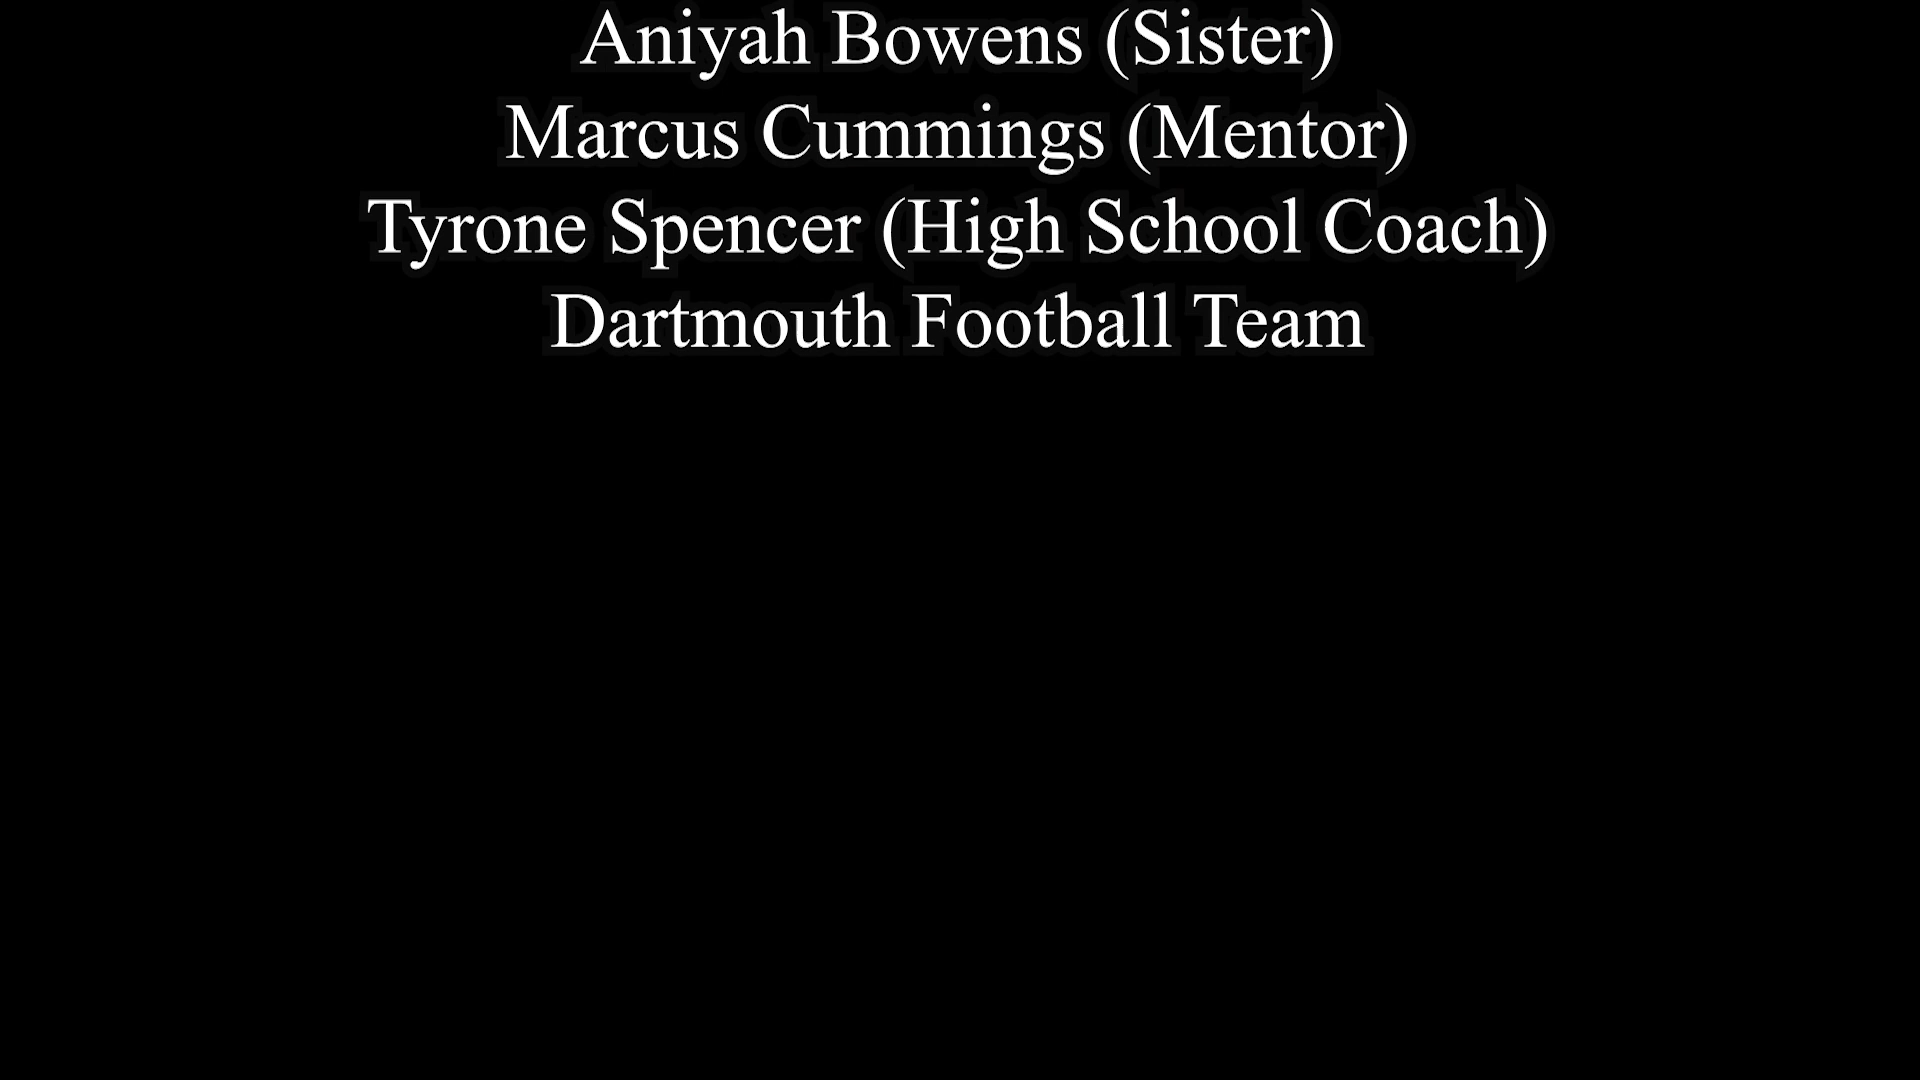 Aniyah Bowens (Sister)
Marcus Cummings (Mentor)
Tyrone Spencer (High School Coach)
Dartmouth Football Team